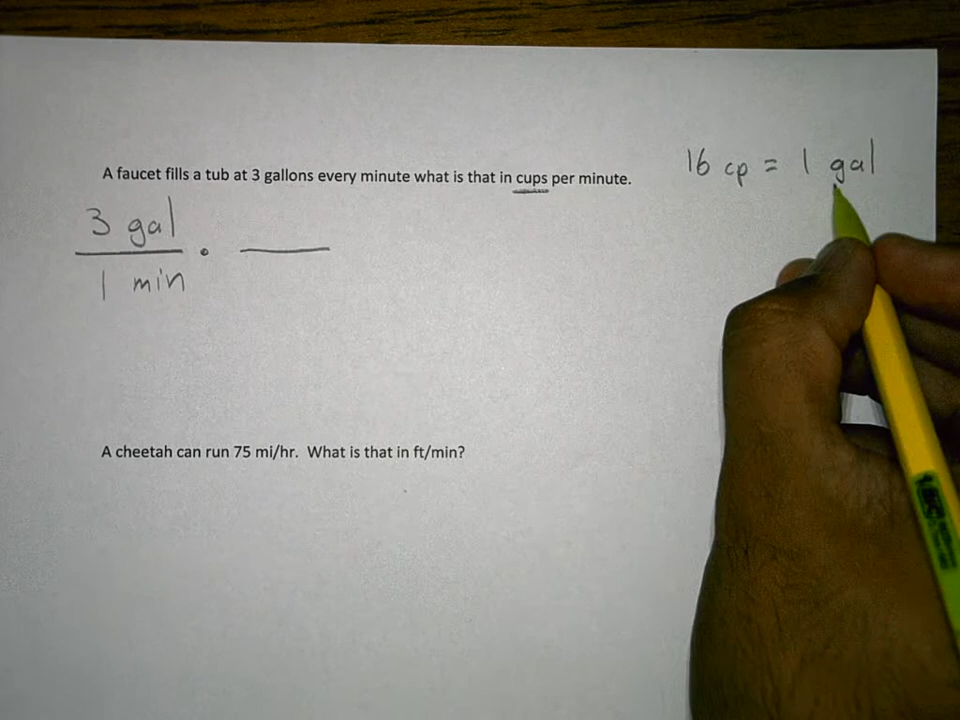 A faucet fills a tub at 3 gallons every minute what is that in cups per minute.
16 cp = 1 gal
3 gal
1 min
A cheetah can run 75 mi/hr. What is that in ft/min?
BIC